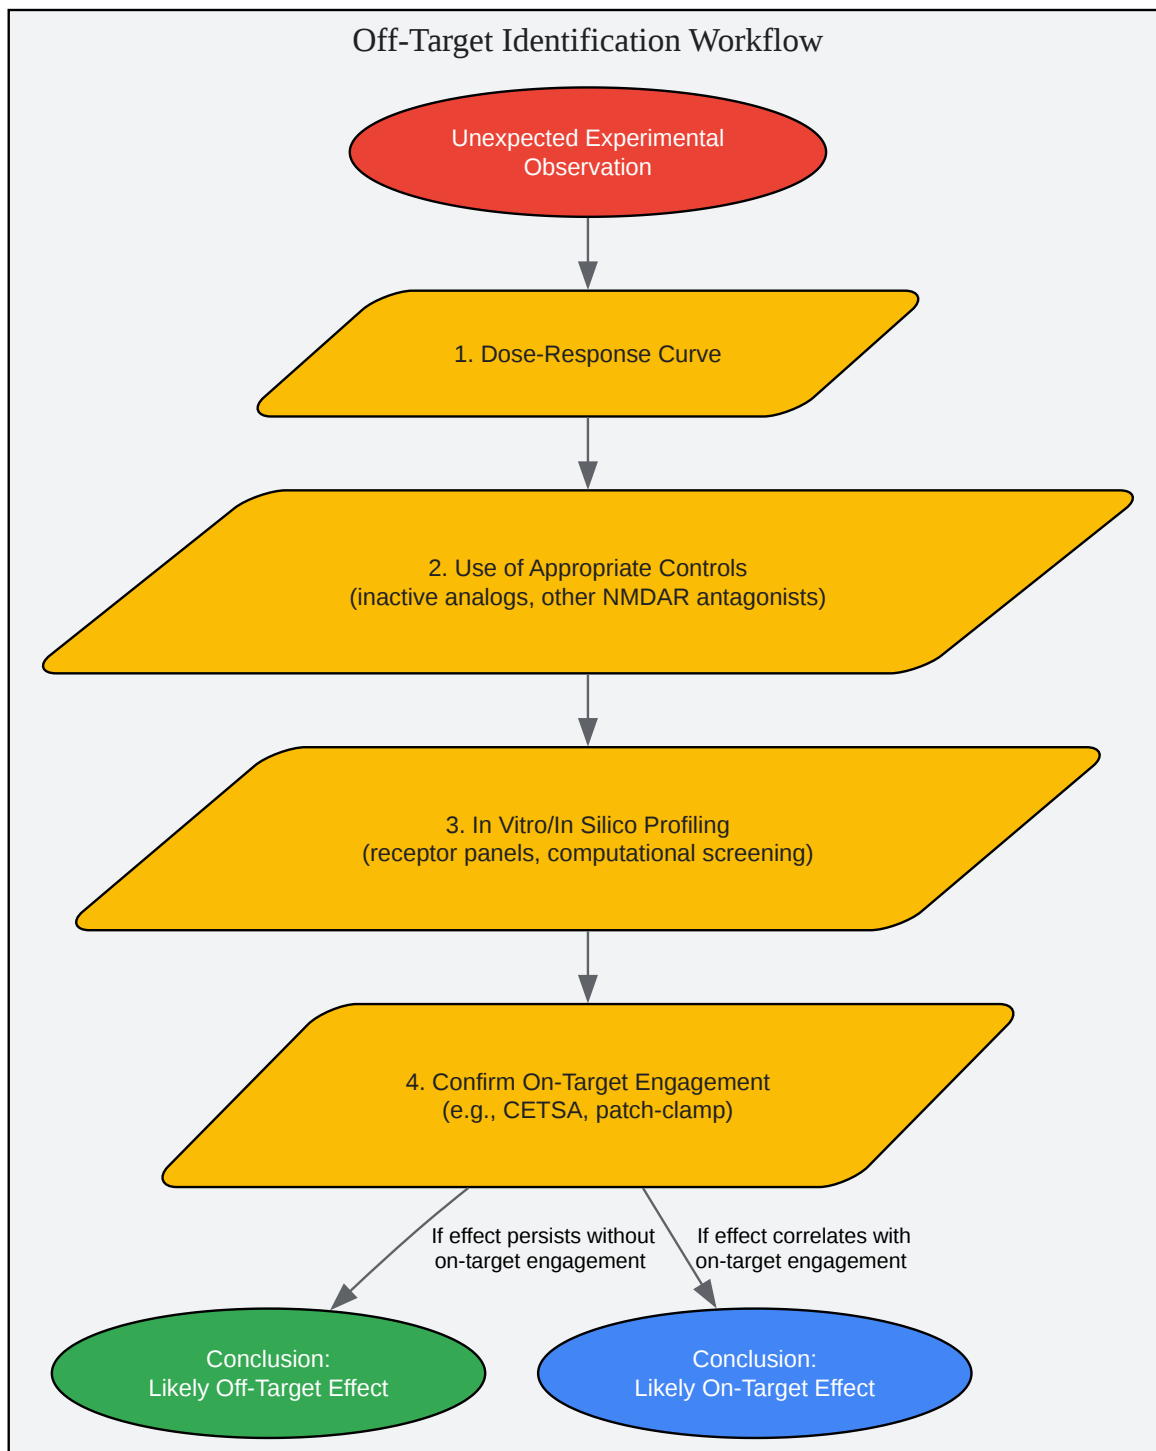 Off-Target Identification Workflow
Unexpected Experimental
Observation
1. Dose-Response Curve
2. Use of Appropriate Controls
(inactive analogs, other NMDAR antagonists)
3. In Vitro/In Silico Profiling
(receptor panels, computational screening)
4. Confirm On-Target Engagement
(e.g., CETSA, patch-clamp)
If effect persists without
on-target engagement
If effect correlates with
on-target engagement
Conclusion:
Likely Off-Target Effect
Conclusion:
Likely On-Target Effect